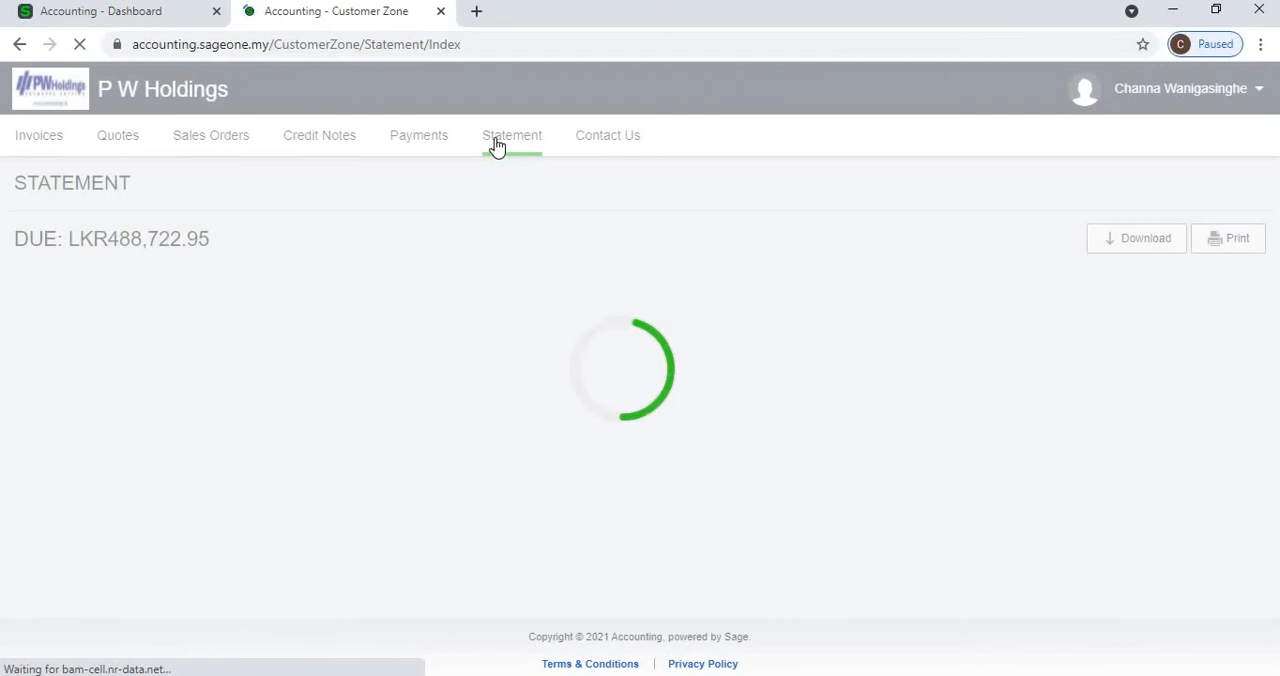 Accounting - Dashboard
Accounting - Customer Zone
accounting.sageone.my/CustomerZone/Statement/Index
C Paused
PWHoldings
P W Holdings
Channa Wanigasinghe
Invoices Quotes Sales Orders Credit Notes Payments Statement Contact Us
STATEMENT
DUE: LKR488,722.95
Download Print
Copyright © 2021 Accounting, powered by Sage.
Terms & Conditions | Privacy Policy
Waiting for bam-cell.nr-data.net...